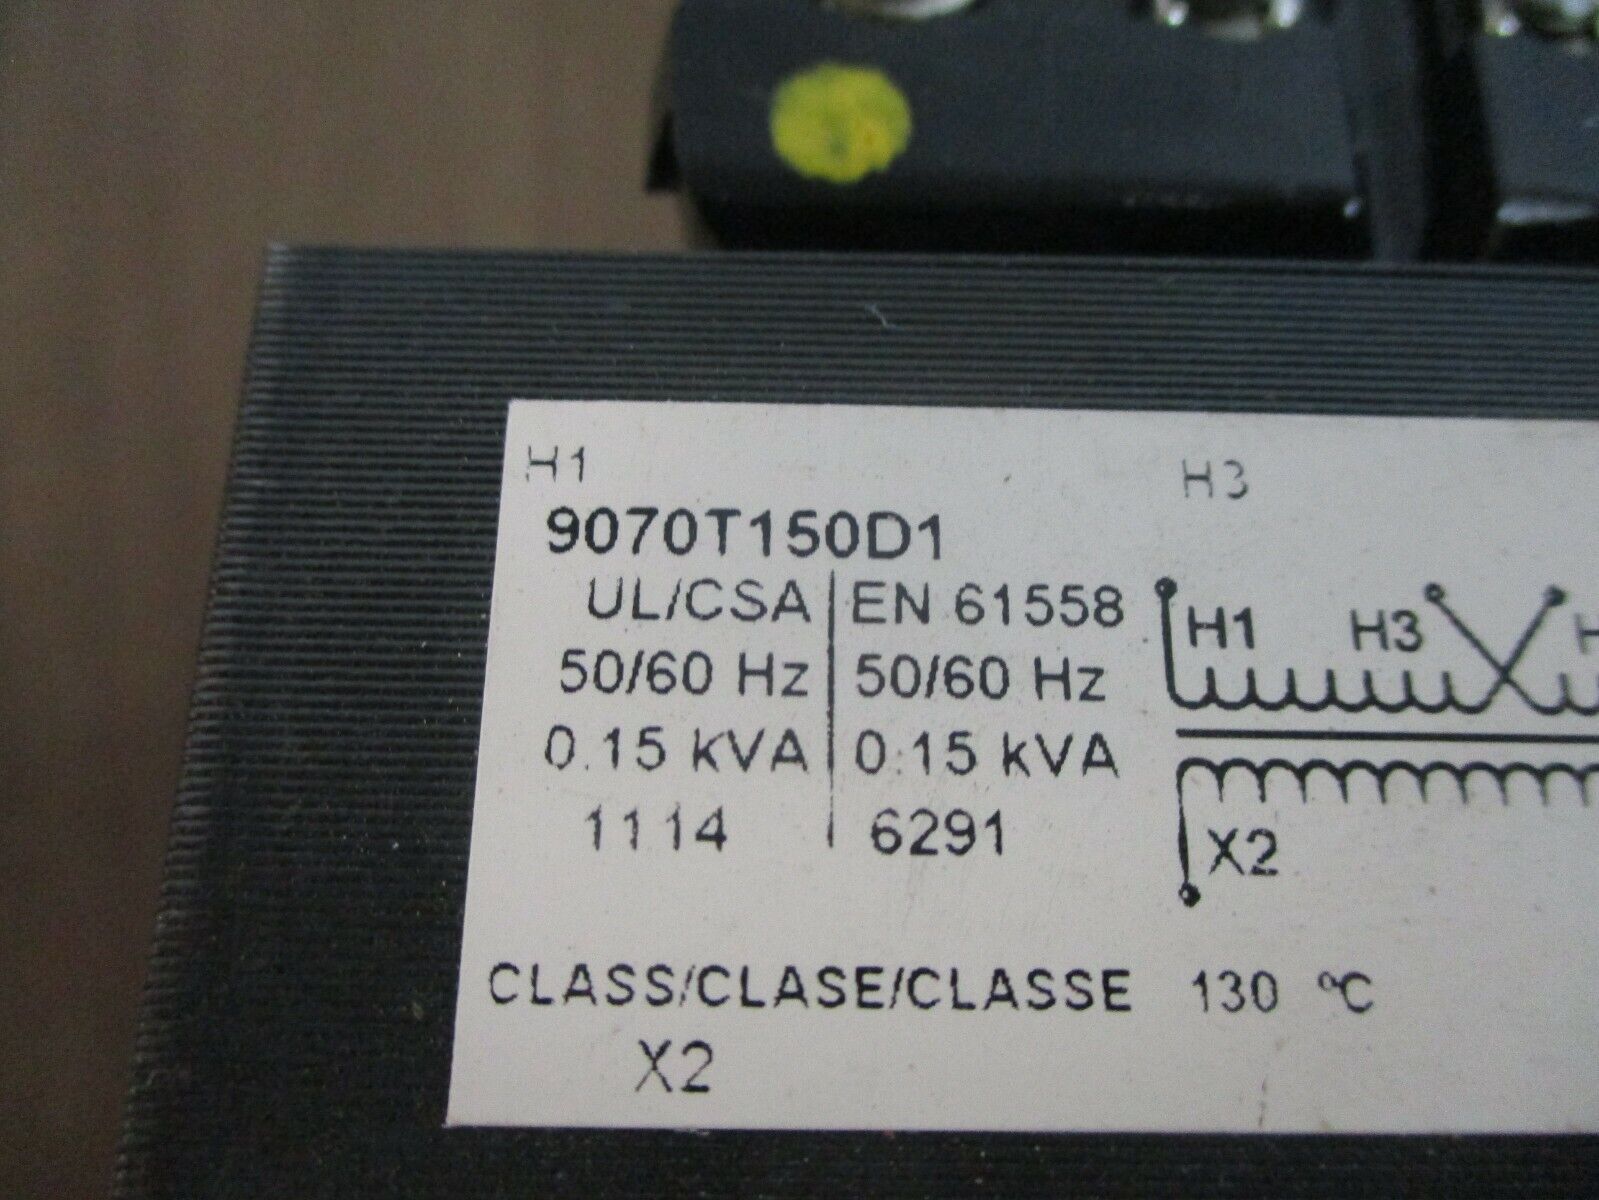 H1 H3
9070T150D1
UL/CSA EN 61558
50/60 Hz 50/60 Hz
0.15 kVA 0.15 kVA
1114 6291
H1 H3 H
X2
CLASS/CLASE/CLASSE 130 °C
X2